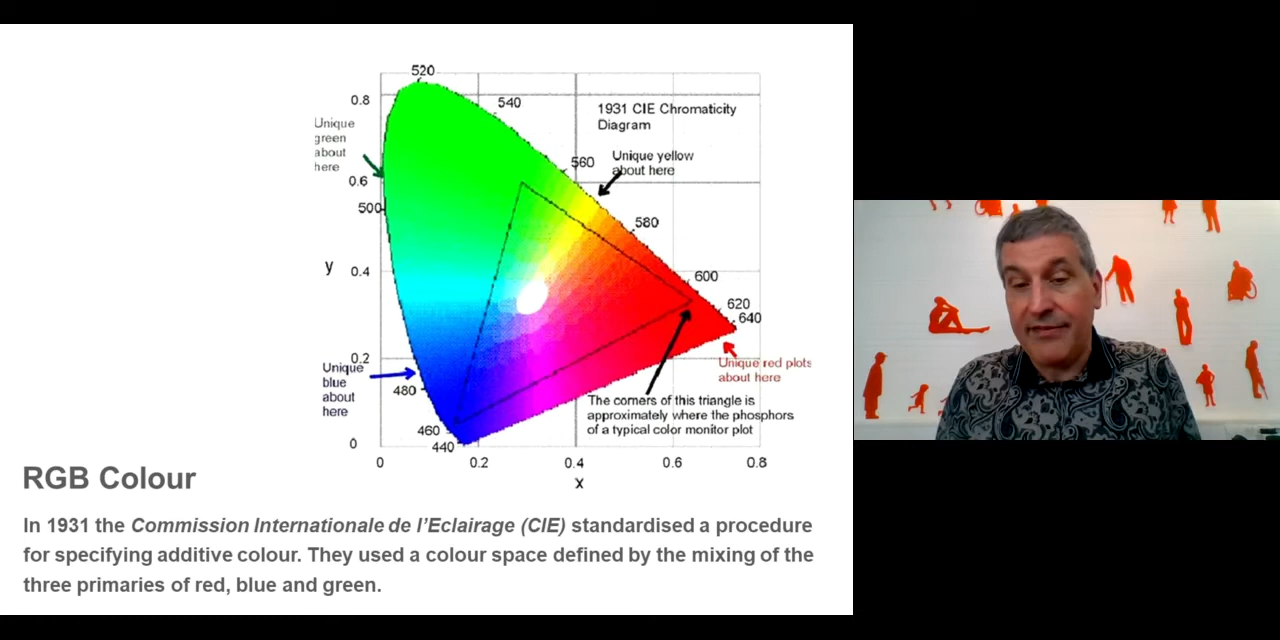 520
0.8
540
1931 CIE Chromaticity
Diagram
Unique
green
about
here
560
Unique yellow
about here
0.6
500
580
y
0.4
600
620
640
0.2
Unique
blue
about
here
480
Unique red plots
about here
The corners of this triangle is
approximately where the phosphors
of a typical color monitor plot
460
440
0
0
0.2
0.4
0.6
0.8
x
RGB Colour
In 1931 the Commission Internationale de l’Eclairage (CIE) standardised a procedure
for specifying additive colour. They used a colour space defined by the mixing of the
three primaries of red, blue and green.